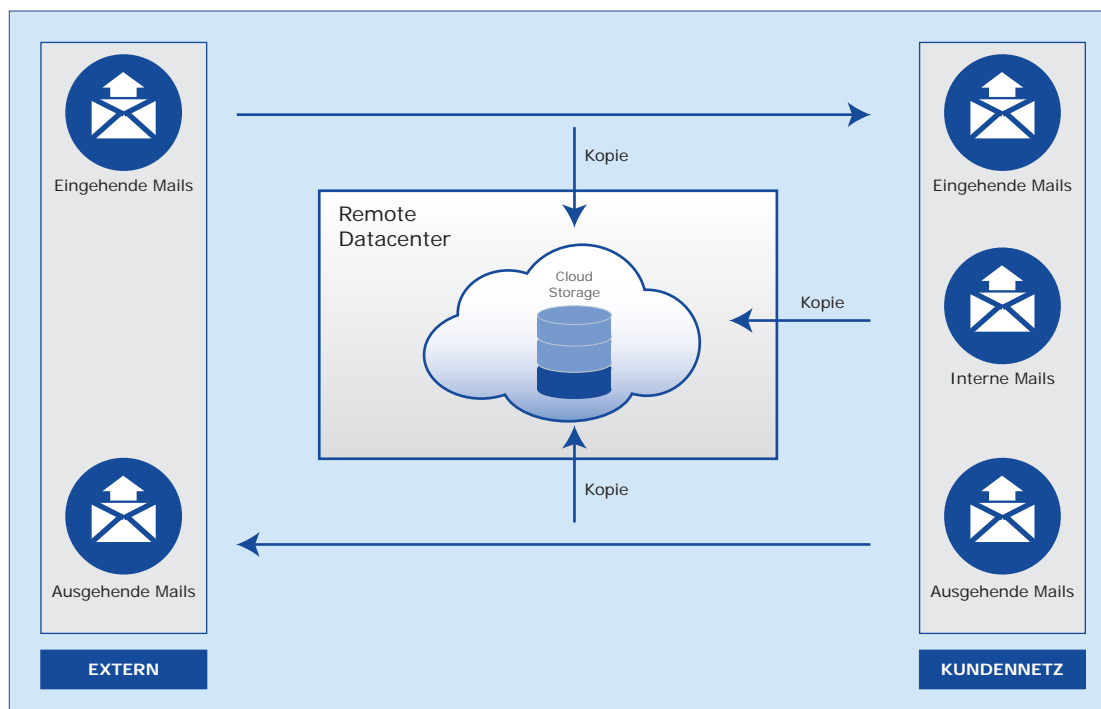 Eingehende Mails
Eingehende Mails
Kopie
Remote
Datacenter
Cloud
Storage
Kopie
Interne Mails
Kopie
Ausgehende Mails
Ausgehende Mails
EXTERN
KUNDENNETZ